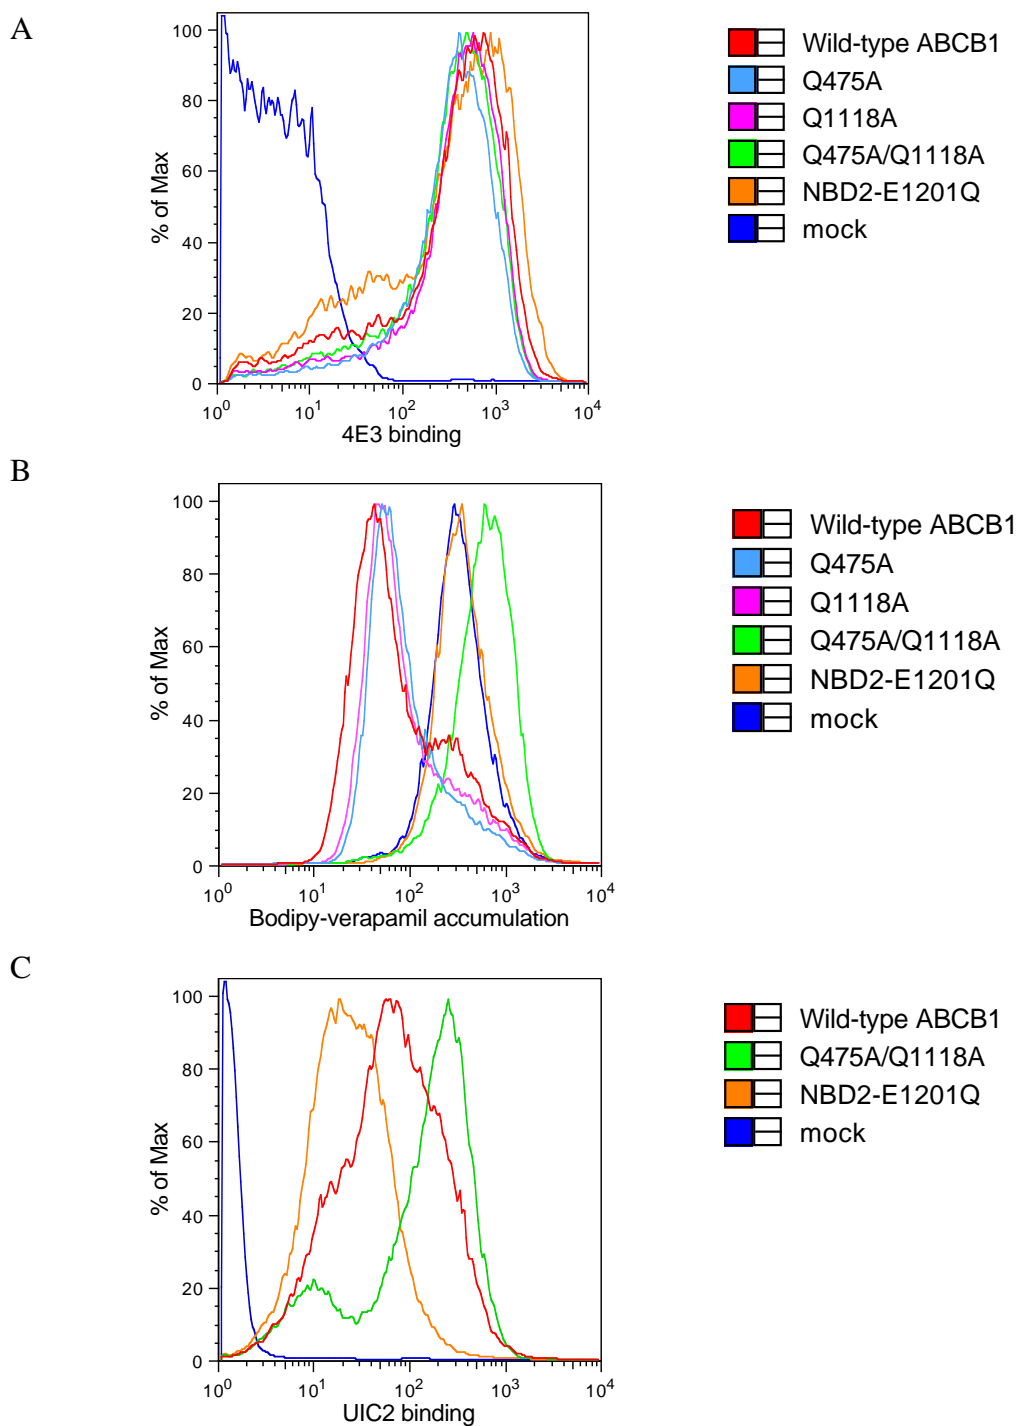 A
% of Max
100
80
60
40
20
0
10^0 10^1 10^2 10^3 10^4
4E3 binding
Wild-type ABCB1
Q475A
Q1118A
Q475A/Q1118A
NBD2-E1201Q
mock
B
% of Max
100
80
60
40
20
0
10^0 10^1 10^2 10^3 10^4
Bodipy-verapamil accumulation
Wild-type ABCB1
Q475A
Q1118A
Q475A/Q1118A
NBD2-E1201Q
mock
C
% of Max
100
80
60
40
20
0
10^0 10^1 10^2 10^3 10^4
UIC2 binding
Wild-type ABCB1
Q475A/Q1118A
NBD2-E1201Q
mock